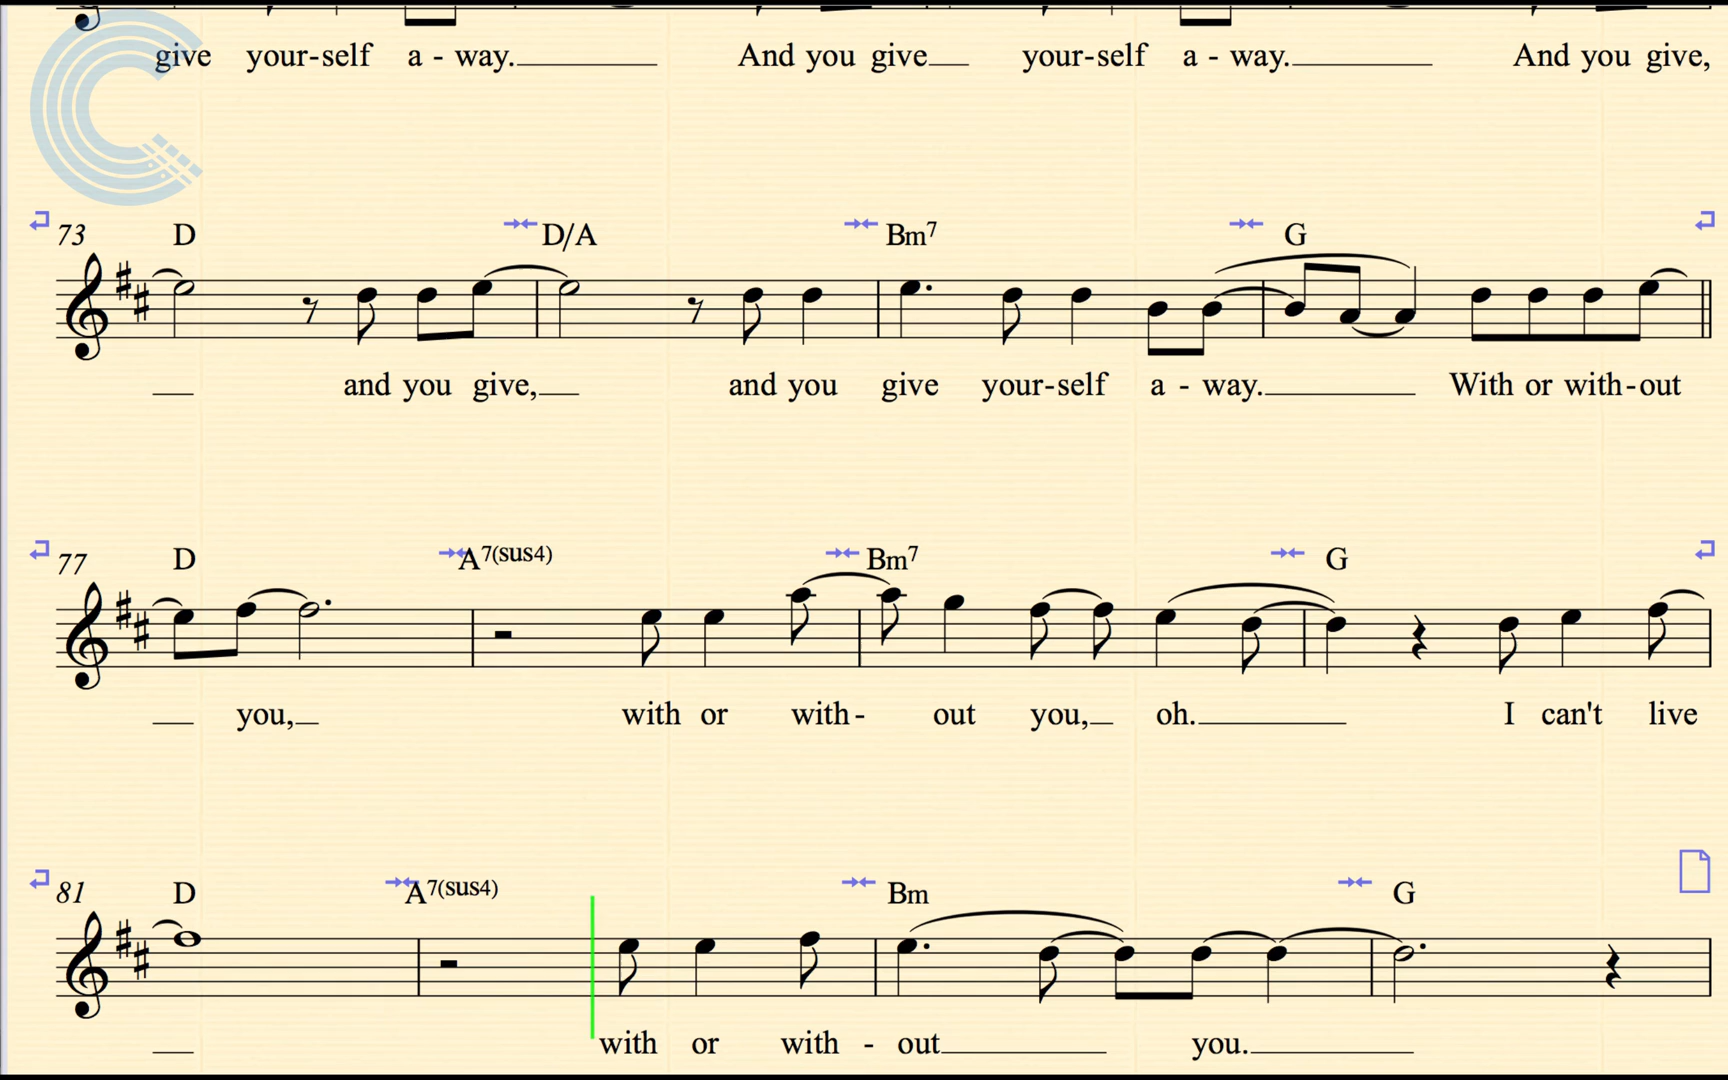 give your-self a - way. And you give your-self a - way. And you give,
73 D D/A Bm7 G
and you give, and you give your-self a - way. With or with-out
77 D A7(sus4) Bm7 G
you, with or with- out you, oh. I can't live
81 D A7(sus4) Bm G
with or with - out you.